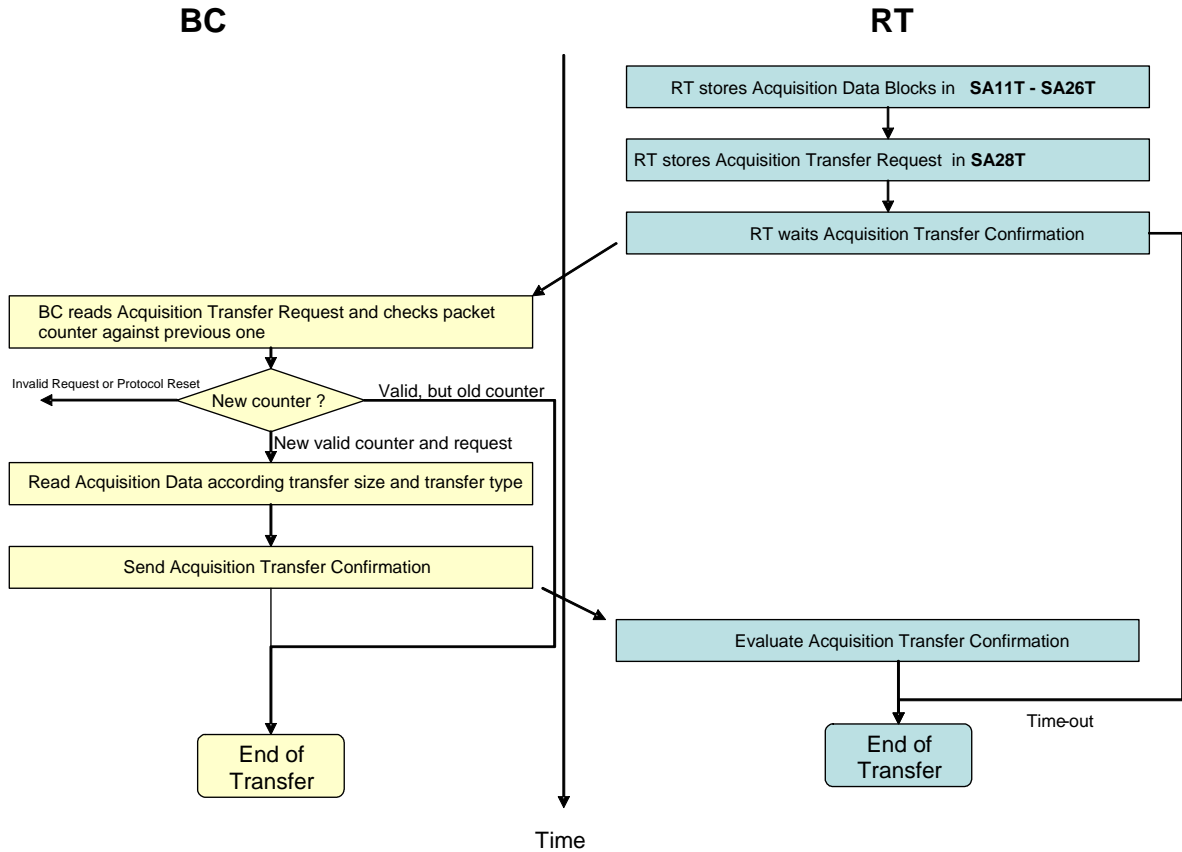 BC
RT
RT stores Acquisition Data Blocks in SA11T - SA26T
RT stores Acquisition Transfer Request in SA28T
RT waits Acquisition Transfer Confirmation
BC reads Acquisition Transfer Request and checks packet
counter against previous one
Invalid Request or Protocol Reset
New counter ?
Valid, but old counter
New valid counter and request
Read Acquisition Data according transfer size and transfer type
Send Acquisition Transfer Confirmation
Evaluate Acquisition Transfer Confirmation
Time-out
End of
Transfer
End of
Transfer
Time